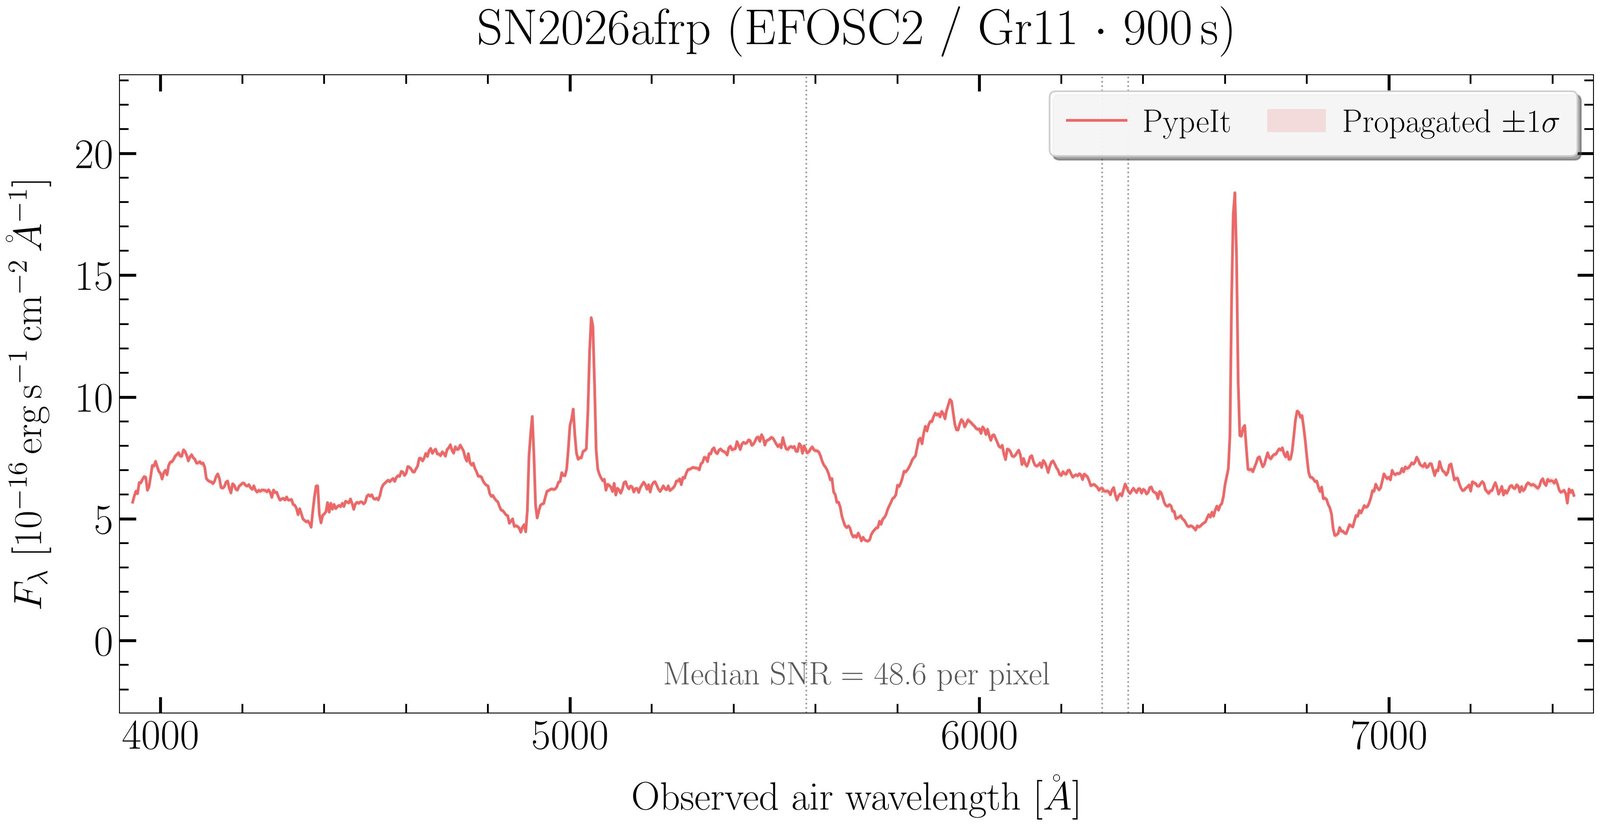 SN2026afrp (EFOSC2 / Gr11 · 900 s)
PypeIt
Propagated ±1σ
F_λ [10^−16 erg s^−1 cm^−2 Å^−1]
20
15
10
5
0
Median SNR = 48.6 per pixel
4000 5000 6000 7000
Observed air wavelength [Å]